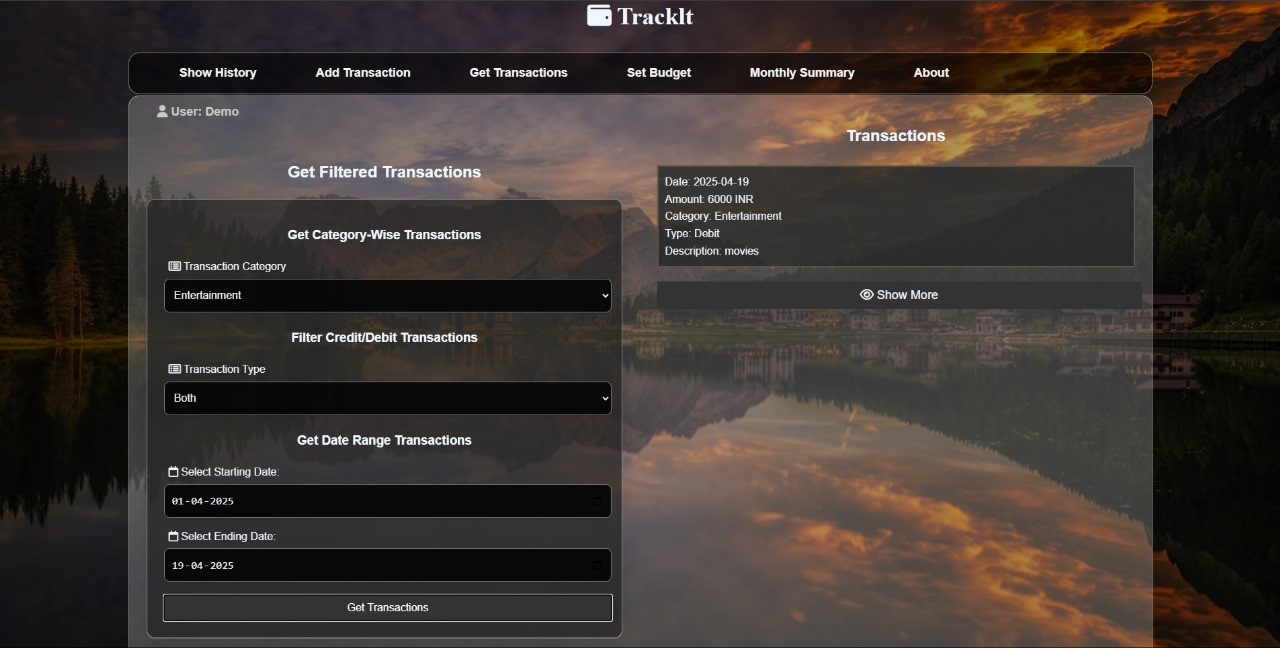 TrackIt
Show History Add Transaction Get Transactions Set Budget Monthly Summary About
User: Demo
Get Filtered Transactions
Get Category-Wise Transactions
Transaction Category
Entertainment
Filter Credit/Debit Transactions
Transaction Type
Both
Get Date Range Transactions
Select Starting Date:
01-04-2025
Select Ending Date:
19-04-2025
Get Transactions
Transactions
Date: 2025-04-19
Amount: 6000 INR
Category: Entertainment
Type: Debit
Description: movies
Show More